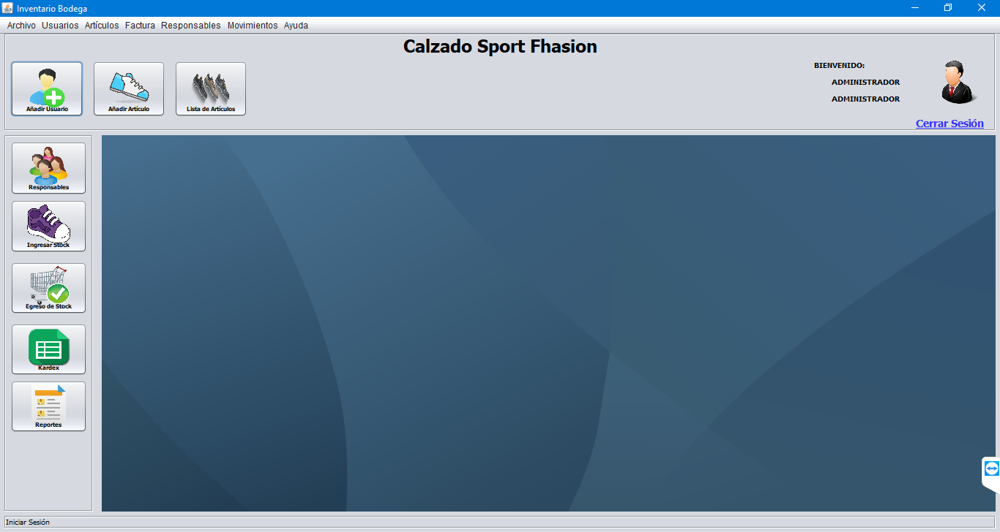 Inventario Bodega
Archivo Usuarios Artículos Factura Responsables Movimientos Ayuda
Calzado Sport Fhasion
Añadir Usuario
Añadir Artículo
Lista de Artículos
BIENVENIDO:
ADMINISTRADOR
ADMINISTRADOR
Cerrar Sesión
Responsables
Ingresar Stock
Egreso de Stock
Kardex
Reportes
Iniciar Sesión